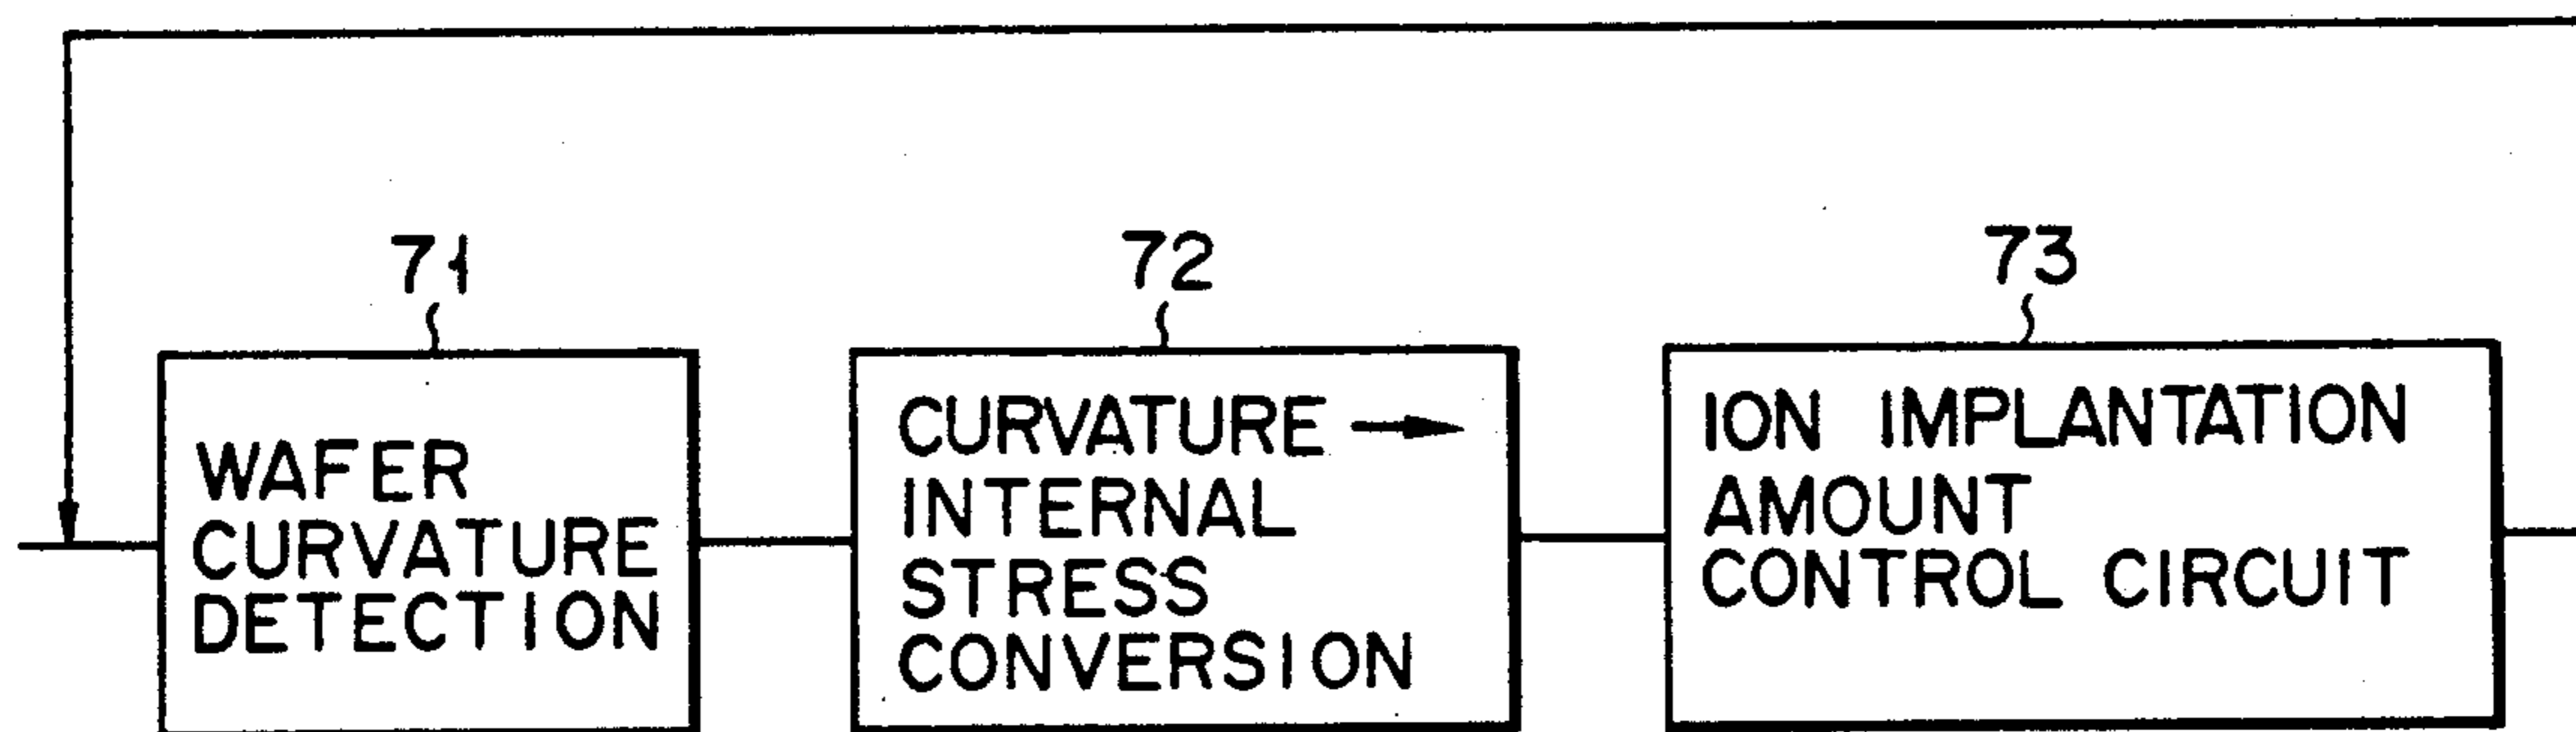 71
72
73
WAFER
CURVATURE
DETECTION
CURVATURE →
INTERNAL
STRESS
CONVERSION
ION IMPLANTATION
AMOUNT
CONTROL CIRCUIT